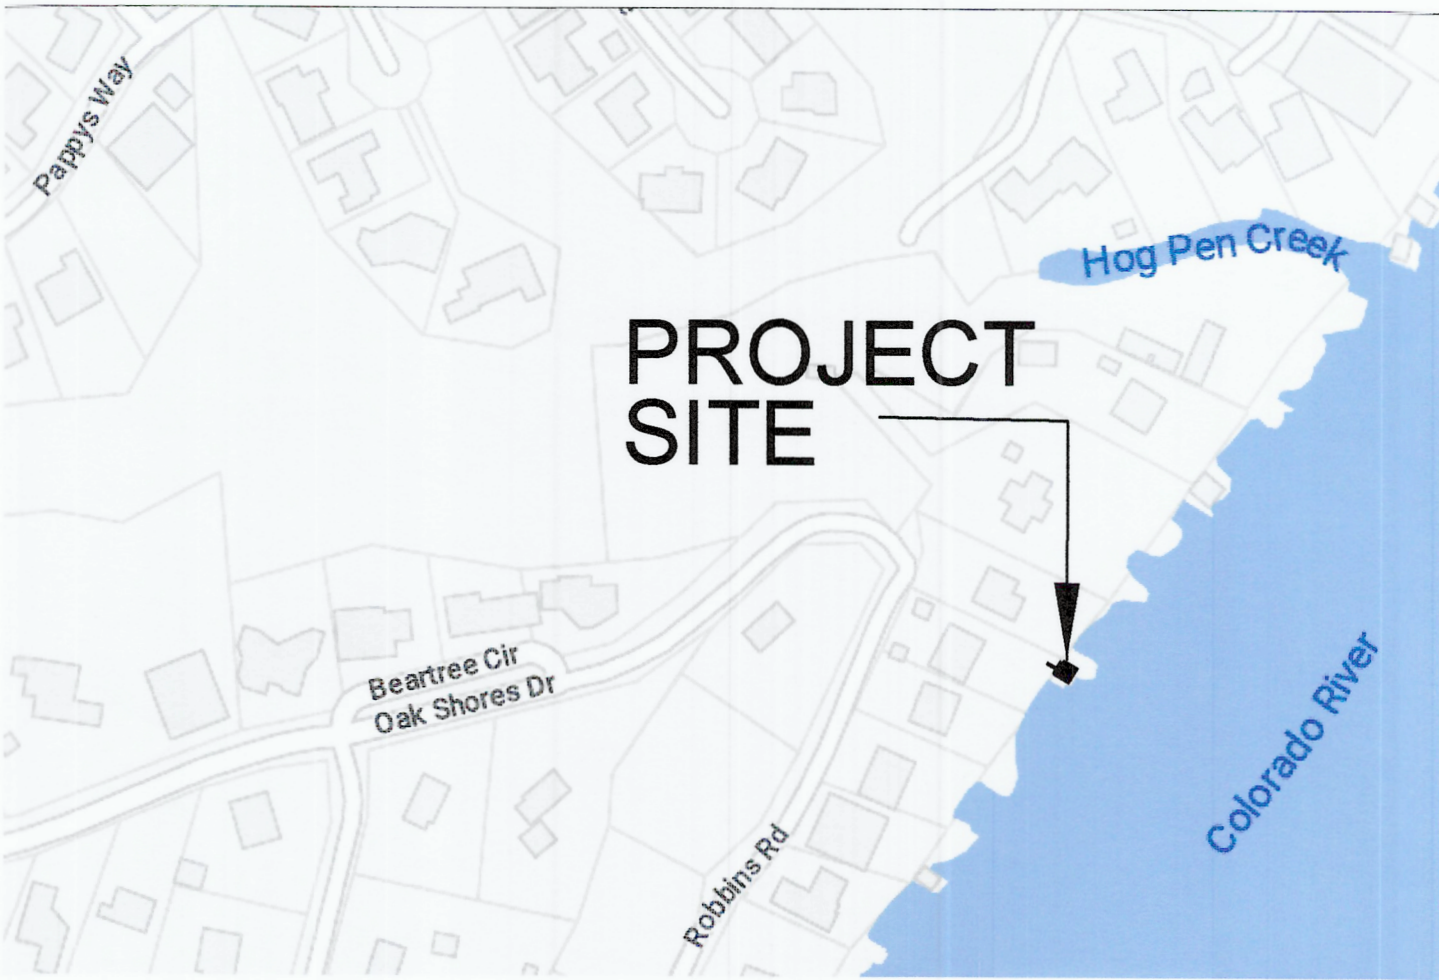 Pappys Way
Hog Pen Creek
PROJECT
SITE
Beartree Cir
Oak Shores Dr
Colorado River
Robbins Rd